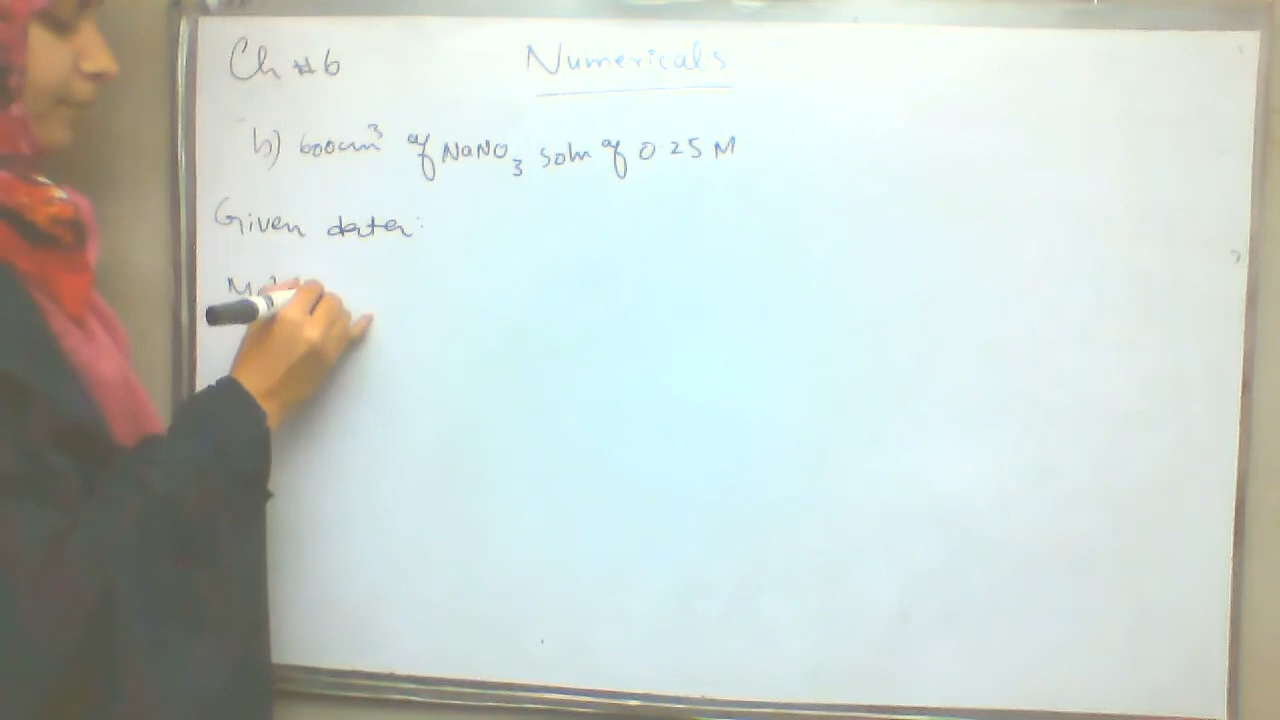 Ch #6
Numericals
b) 600cm³ of NaNO₃ soln of 0.25 M
Given data: